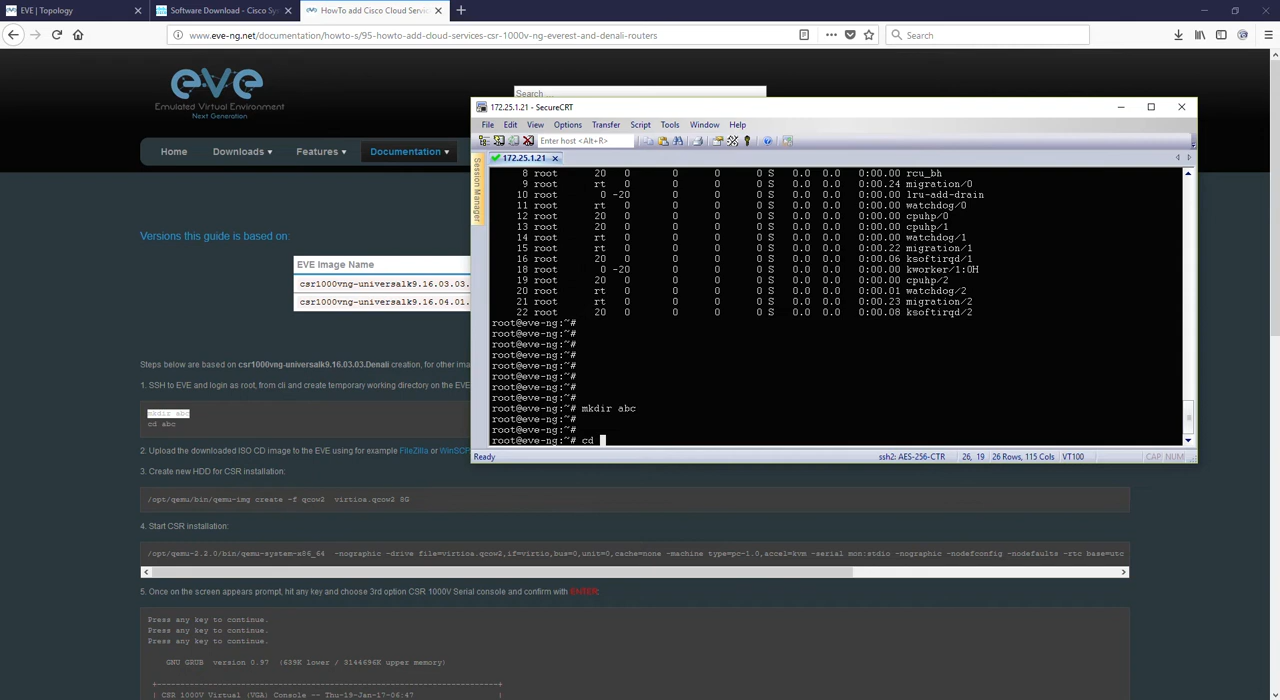 EVE | Topology
Software Download - Cisco Sy
HowTo add Cisco Cloud Servic
www.eve-ng.net/documentation/howto-s/95-howto-add-cloud-services-csr-1000v-ng-everest-and-denali-routers
Search
eve
Emulated Virtual Environment
Next Generation
Search ...
Home
Downloads
Features
Documentation
Versions this guide is based on:
EVE Image Name
csr1000vng-universalk9.16.03.03.
csr1000vng-universalk9.16.04.01.
Steps below are based on csr1000vng-universalk9.16.03.03.Denali creation, for other ima
1. SSH to EVE and login as root, from cli and create temporary working directory on the EVE
mkdir abc
cd abc
2. Upload the downloaded ISO CD image to the EVE using for example FileZilla or WinSCP
3. Create new HDD for CSR installation:
/opt/qemu/bin/qemu-img create -f qcow2  virtioa.qcow2 8G
4. Start CSR installation:
/opt/qemu-2.2.0/bin/qemu-system-x86_64  -nographic -drive file=virtioa.qcow2,if=virtio,bus=0,unit=0,cache=none -machine type=pc-1.0,accel=kvm -serial mon:stdio -nographic -nodefconfig -nodefaults -rtc base=utc
5. Once on the screen appears prompt, hit any key and choose 3rd option CSR 1000V Serial console and confirm with ENTER:
Press any key to continue.
Press any key to continue.
Press any key to continue.
GNU GRUB  version 0.97  (639K lower / 3144696K upper memory)
+-------------------------------------------------------------------+
| CSR 1000V Virtual (VGA) Console -- Thu-19-Jan-17-06:47
172.25.1.21 - SecureCRT
File Edit View Options Transfer Script Tools Window Help
Enter host <Alt+R>
172.25.1.21
Session Manager
8 root 20 0 0 0 0 S 0.0 0.0 0:00.00 rcu_bh
9 root rt 0 0 0 0 S 0.0 0.0 0:00.24 migration/0
10 root 0 -20 0 0 0 S 0.0 0.0 0:00.00 lru-add-drain
11 root rt 0 0 0 0 S 0.0 0.0 0:00.00 watchdog/0
12 root 20 0 0 0 0 S 0.0 0.0 0:00.00 cpuhp/0
13 root 20 0 0 0 0 S 0.0 0.0 0:00.00 cpuhp/1
14 root rt 0 0 0 0 S 0.0 0.0 0:00.00 watchdog/1
15 root rt 0 0 0 0 S 0.0 0.0 0:00.22 migration/1
16 root 20 0 0 0 0 S 0.0 0.0 0:00.06 ksoftirqd/1
18 root 0 -20 0 0 0 S 0.0 0.0 0:00.00 kworker/1:0H
19 root 20 0 0 0 0 S 0.0 0.0 0:00.00 cpuhp/2
20 root rt 0 0 0 0 S 0.0 0.0 0:00.01 watchdog/2
21 root rt 0 0 0 0 S 0.0 0.0 0:00.23 migration/2
22 root 20 0 0 0 0 S 0.0 0.0 0:00.08 ksoftirqd/2
root@eve-ng:~#
root@eve-ng:~#
root@eve-ng:~#
root@eve-ng:~#
root@eve-ng:~#
root@eve-ng:~#
root@eve-ng:~#
root@eve-ng:~#
root@eve-ng:~# mkdir abc
root@eve-ng:~#
root@eve-ng:~#
root@eve-ng:~# cd
Ready
ssh2: AES-256-CTR
26, 19
26 Rows, 115 Cols
VT100
CAP NUM